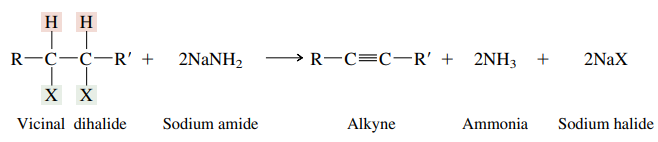 H H
R—C—C—R′ + 2NaNH₂ ⟶ R—C≡C—R′ + 2NH₃ + 2NaX
X X
Vicinal dihalide Sodium amide Alkyne Ammonia Sodium halide